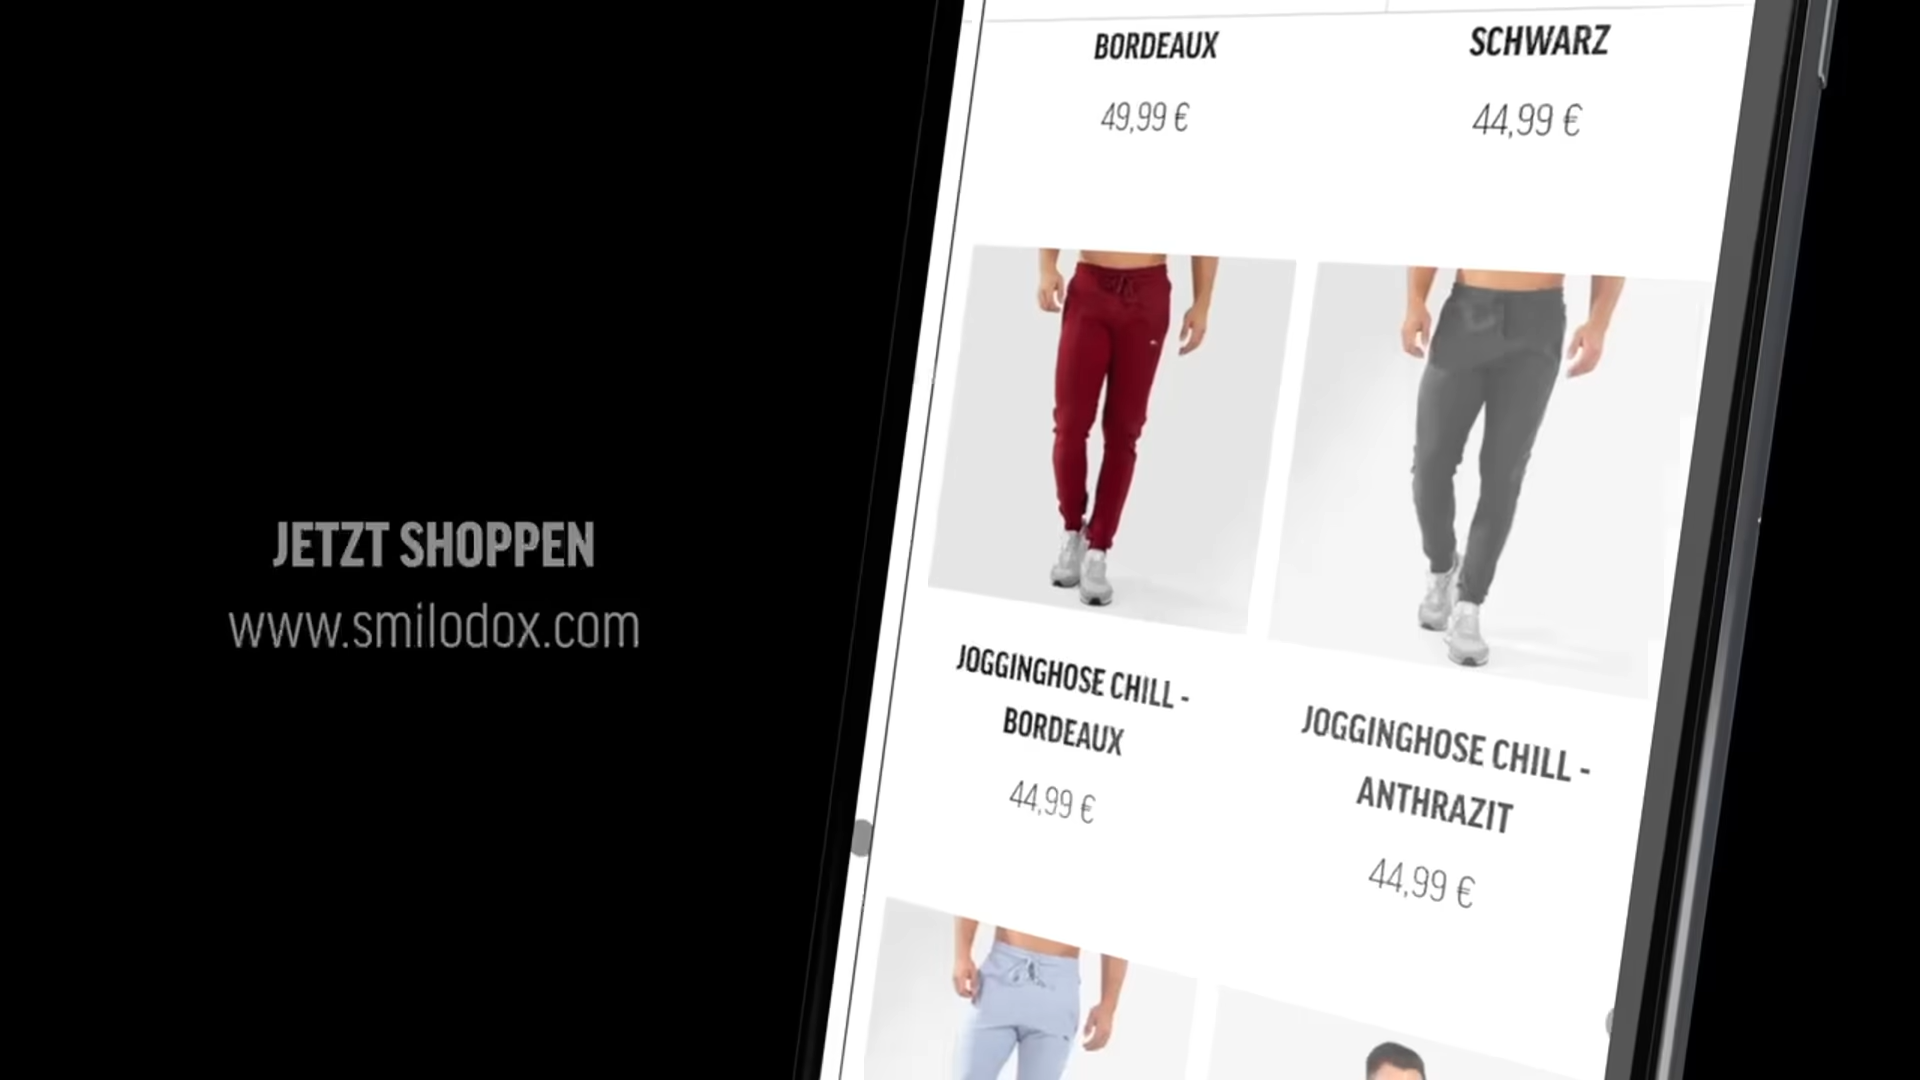 BORDEAUX
49,99 €
SCHWARZ
44,99 €
JETZT SHOPPEN
www.smilodox.com
JOGGINGHOSE CHILL -
BORDEAUX
44,99 €
JOGGINGHOSE CHILL -
ANTHRAZIT
44,99 €